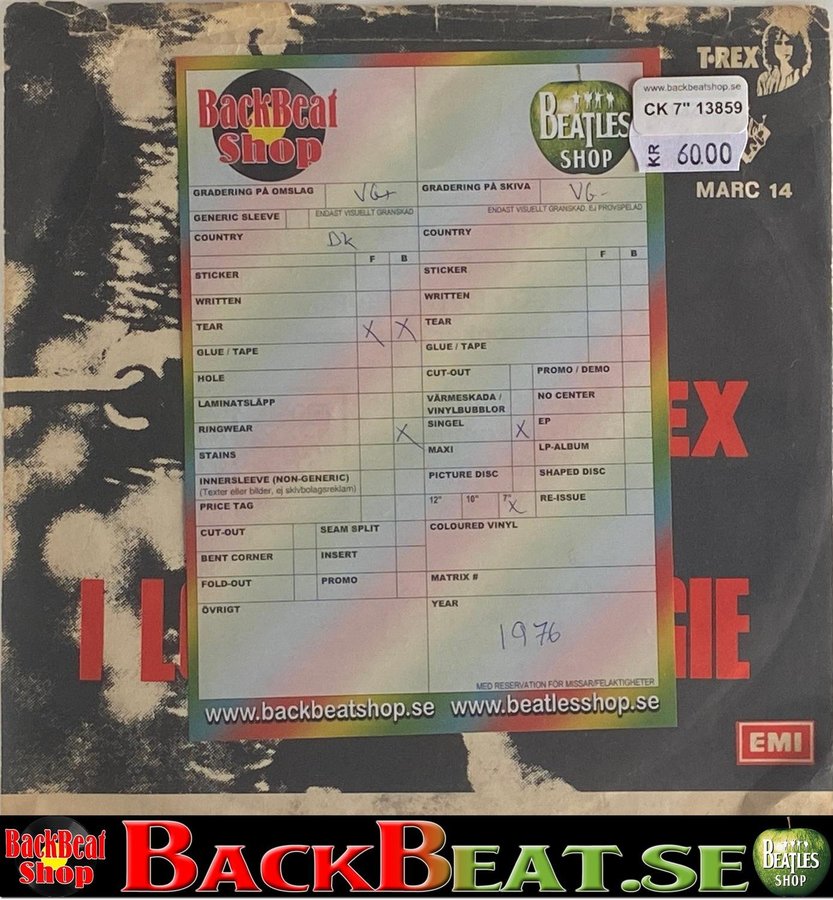 T·REX
www.backbeatshop.se
CK 7" 13859
KR 60.00
MARC 14
BackBeat Shop
BEATLES SHOP
GRADERING PÅ OMSLAG VG+
GRADERING PÅ SKIVA VG-
GENERIC SLEEVE ENDAST VISUELLT GRANSKAD
ENDAST VISUELLT GRANSKAD, EJ PROVSPELAD
COUNTRY DK
COUNTRY
F B
F B
STICKER
STICKER
WRITTEN
WRITTEN
TEAR X X
TEAR
GLUE / TAPE
GLUE / TAPE
HOLE
CUT-OUT
PROMO / DEMO
LAMINATSLÄPP
VÄRMESKADA / VINYLBUBBLOR
NO CENTER
RINGWEAR X
SINGEL X
EP
STAINS
MAXI
LP-ALBUM
INNERSLEEVE (NON-GENERIC)
(Texter eller bilder, ej skivbolagsreklam)
PICTURE DISC
SHAPED DISC
PRICE TAG
12" 10" 7" X
RE-ISSUE
CUT-OUT
SEAM SPLIT
COLOURED VINYL
BENT CORNER
INSERT
FOLD-OUT
PROMO
MATRIX #
ÖVRIGT
YEAR
1976
MED RESERVATION FÖR MISSAR/FELAKTIGHETER
www.backbeatshop.se www.beatlesshop.se
EX
I L
GIE
EMI
BackBeat Shop
BACKBEAT.SE
BEATLES SHOP